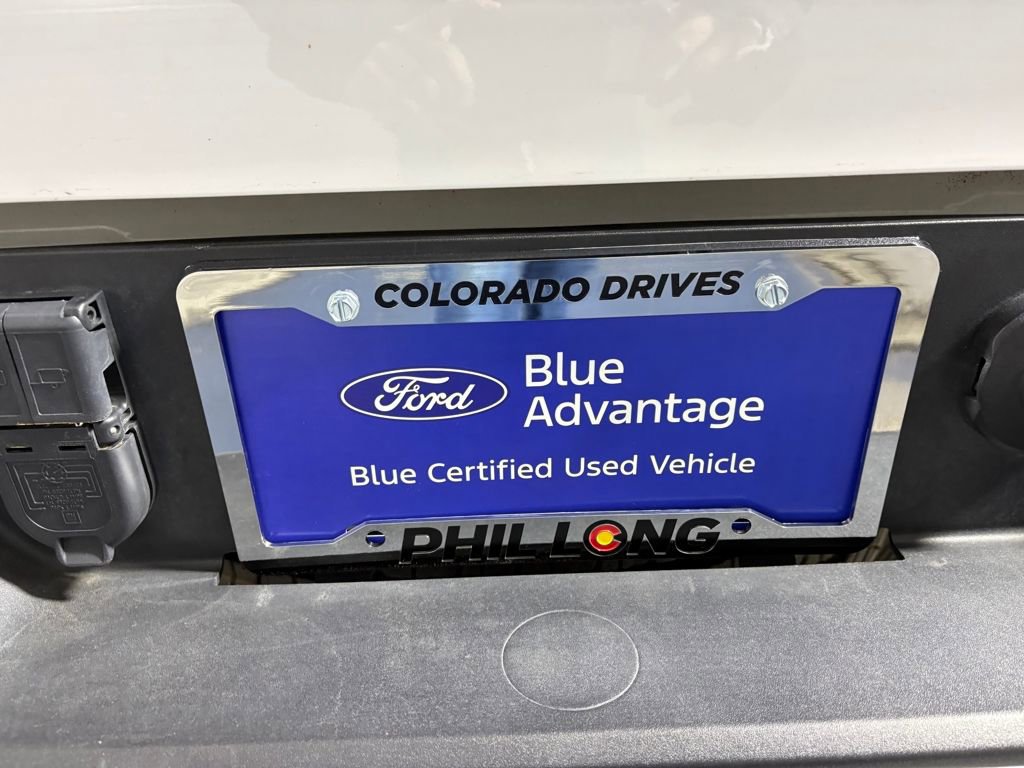 COLORADO DRIVES
Ford
Blue
Advantage
Blue Certified Used Vehicle
PHIL LONG